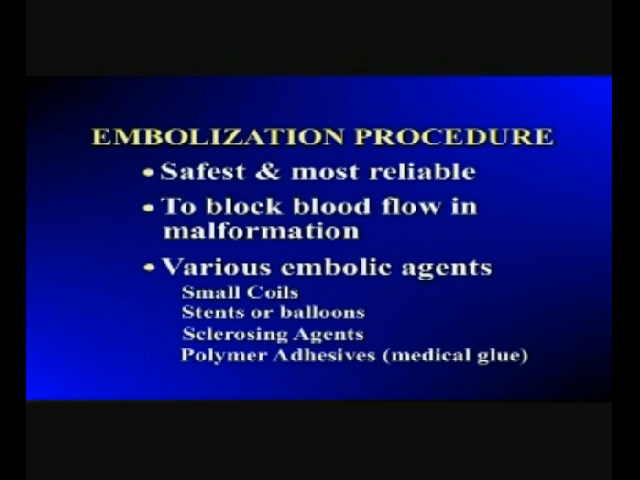 EMBOLIZATION PROCEDURE
• Safest & most reliable
• To block blood flow in
malformation
• Various embolic agents
Small Coils
Stents or balloons
Sclerosing Agents
Polymer Adhesives (medical glue)